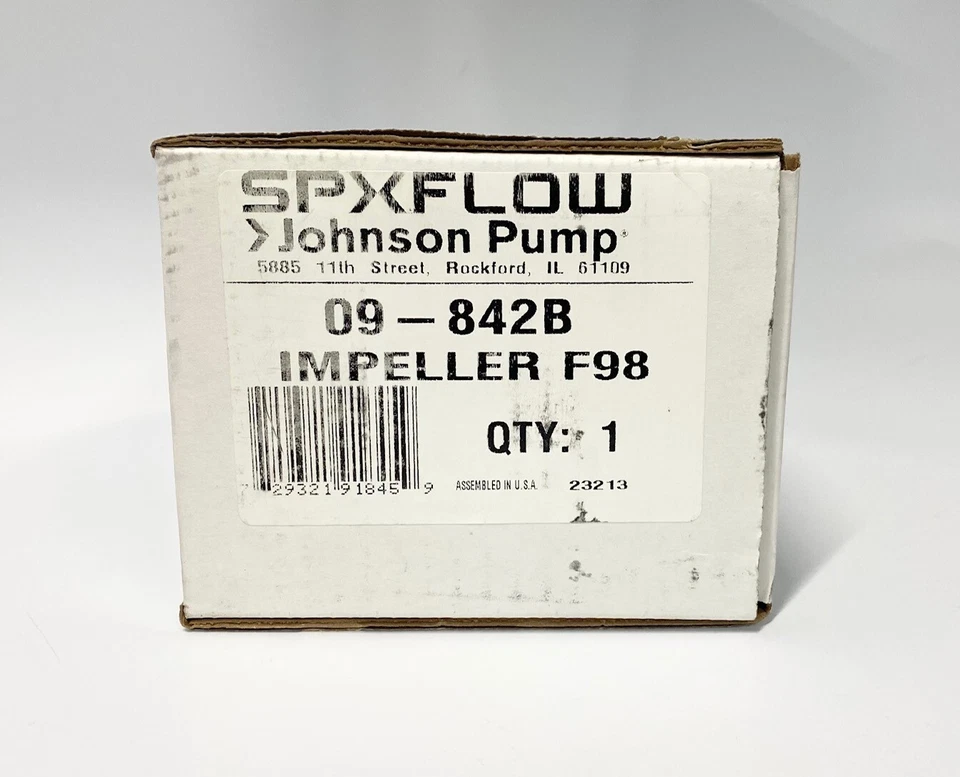 SPXFLOW
Johnson Pump®
5885 11th Street, Rockford, IL 61109
09-842B
IMPELLER F98
QTY: 1
7 29321 91845 9
ASSEMBLED IN U.S.A. 23213